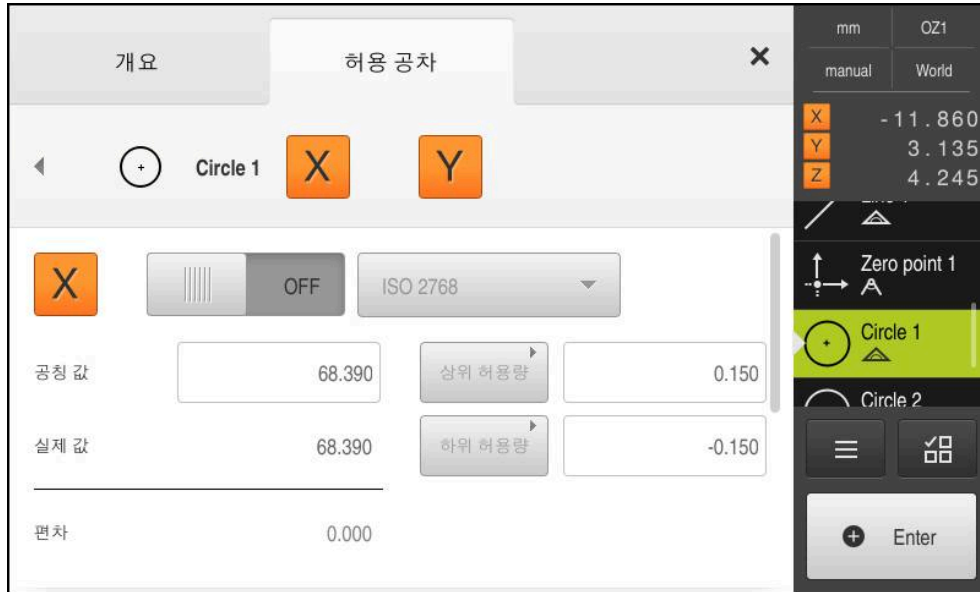 개요
허용 공차
×
Circle 1
X
Y
X
OFF
ISO 2768
공칭 값
68.390
상위 허용량
0.150
실제 값
68.390
하위 허용량
-0.150
편차
0.000
mm
OZ1
manual
World
X -11.860
Y 3.135
Z 4.245
Zero point 1
Circle 1
Circle 2
Enter